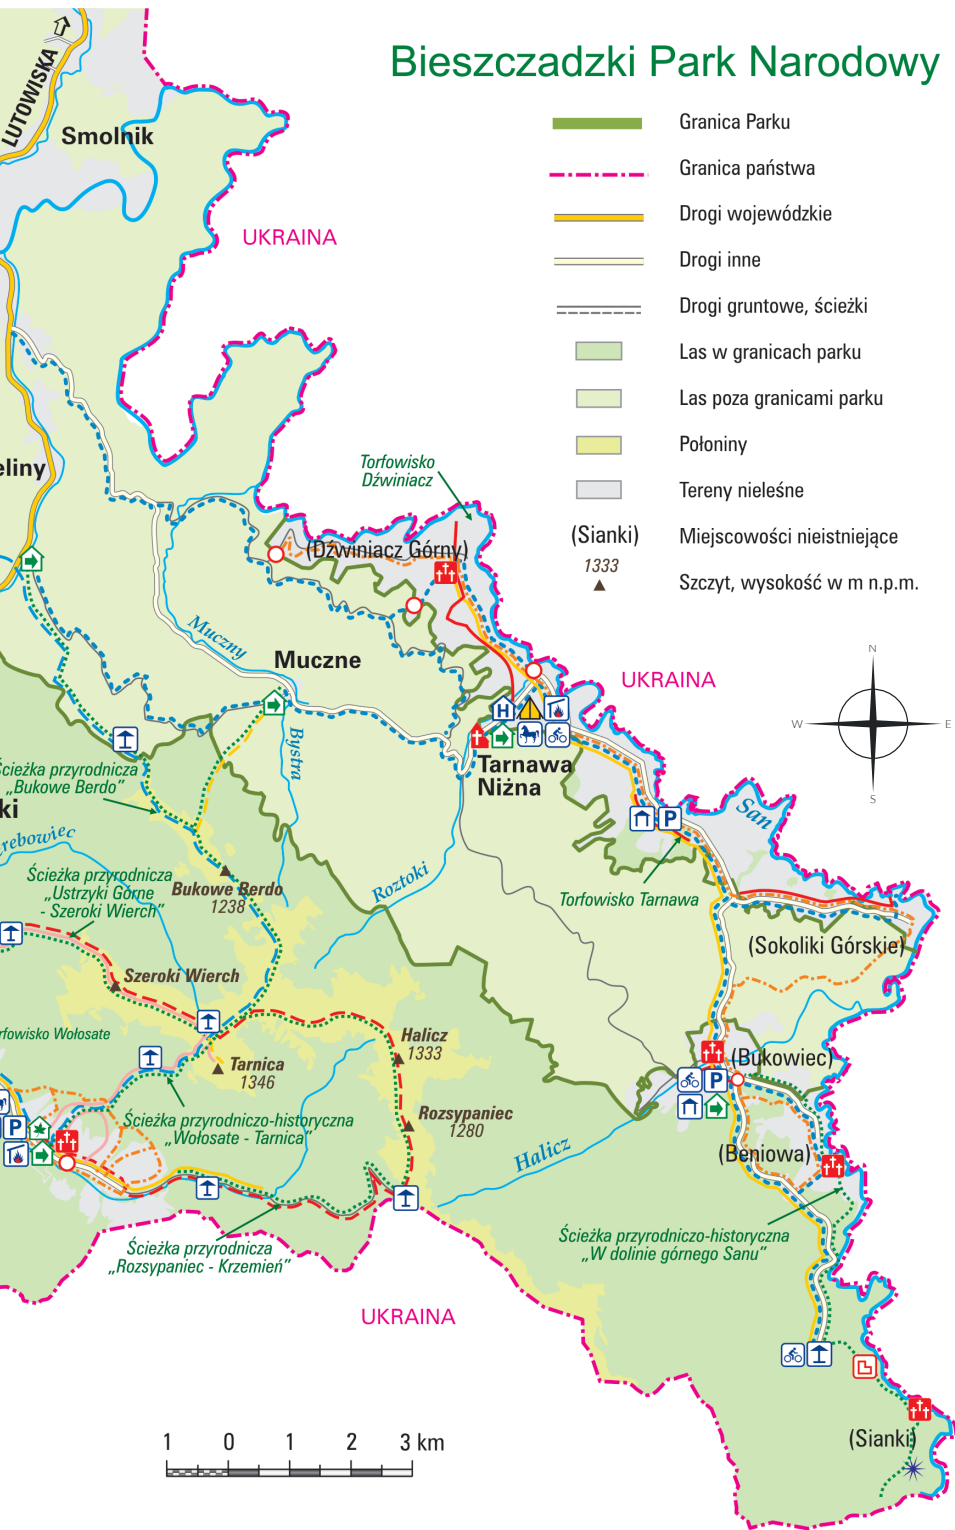 Bieszczadzki Park Narodowy
LUTOWISKA
Smolnik
UKRAINA
Granica Parku
Granica państwa
Drogi wojewódzkie
Drogi inne
Drogi gruntowe, ścieżki
Las w granicach parku
Las poza granicami parku
Połoniny
Tereny nieleśne
(Sianki)
Miejscowości nieistniejące
1333
Szczyt, wysokość w m n.p.m.
eliny
Torfowisko
Dźwiniacz
(Dźwiniacz Górny)
Muczny
Muczne
UKRAINA
N
W
E
S
H
Bystra
Tarnawa
Niżna
Ścieżka przyrodnicza
„Bukowe Berdo”
ki
rebowiec
San
P
Roztoki
Torfowisko Tarnawa
Ścieżka przyrodnicza
„Ustrzyki Górne
- Szeroki Wierch”
Bukowe Berdo
1238
(Sokoliki Górskie)
Szeroki Wierch
rfowisko Wołosate
Halicz
1333
Tarnica
1346
(Bukowiec)
P
Rozsypaniec
1280
Ścieżka przyrodniczo-historyczna
„Wołosate - Tarnica”
P
Halicz
(Beniowa)
Ścieżka przyrodniczo-historyczna
„W dolinie górnego Sanu”
Ścieżka przyrodnicza
„Rozsypaniec - Krzemień”
UKRAINA
(Sianki)
1 0 1 2 3 km